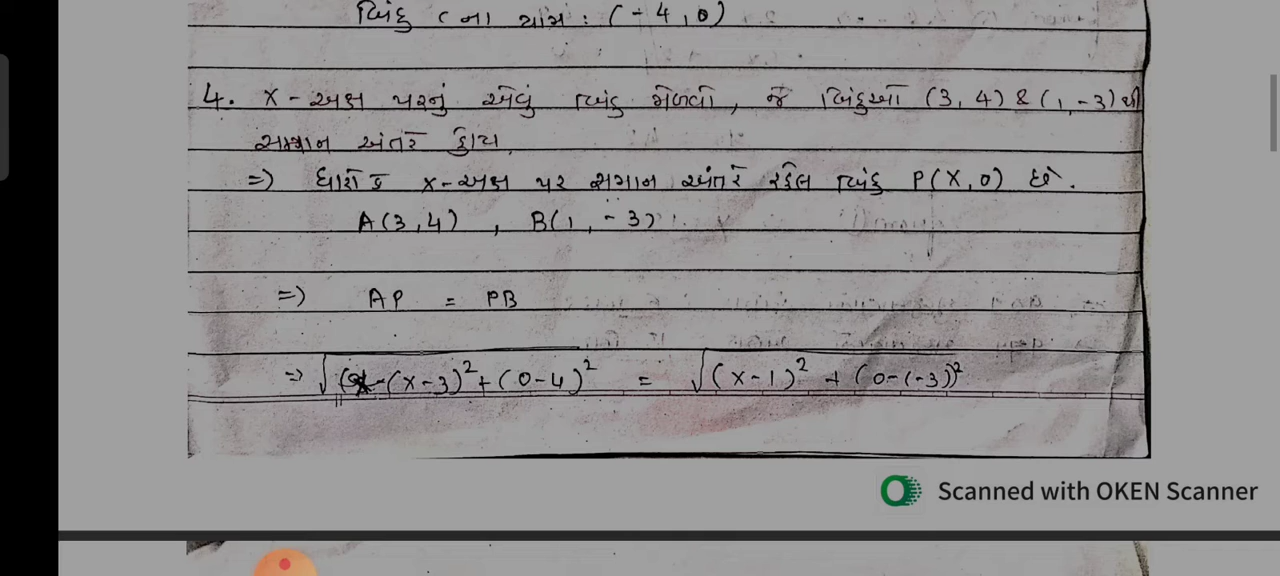 બિંદુ C ના યામ : (-4,0)
4. X-અક્ષ પરનું એવું બિંદુ મેળવો, જે બિંદુઓ (3,4) & (1,-3) થી
સમાન અંતરે હોય.
=) ધારો કે X-અક્ષ પર સમાન અંતરે રહેલ બિંદુ P(X,0) છે.
A(3,4) , B(1,-3)
=) AP = PB
=) √(x-3)²+(0-4)² = √(x-1)² + (0-(-3))²
Scanned with OKEN Scanner